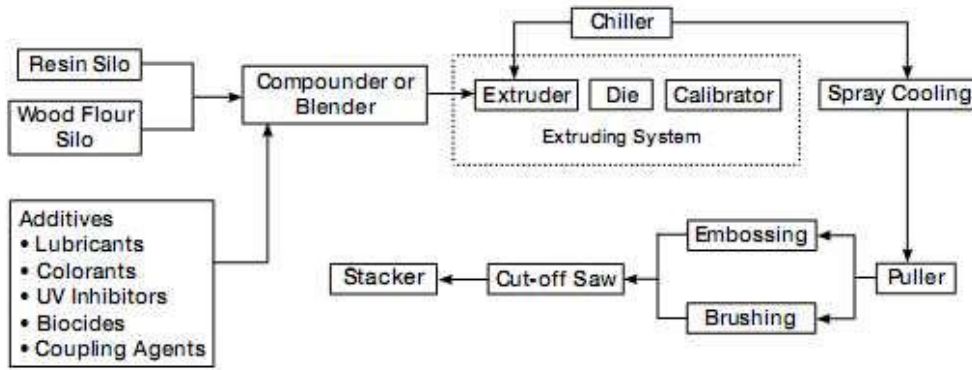 Chiller
Resin Silo
Wood Flour
Silo
Compounder or
Blender
Extruder
Die
Calibrator
Extruding System
Spray Cooling
Additives
• Lubricants
• Colorants
• UV Inhibitors
• Biocides
• Coupling Agents
Stacker
Cut-off Saw
Embossing
Brushing
Puller